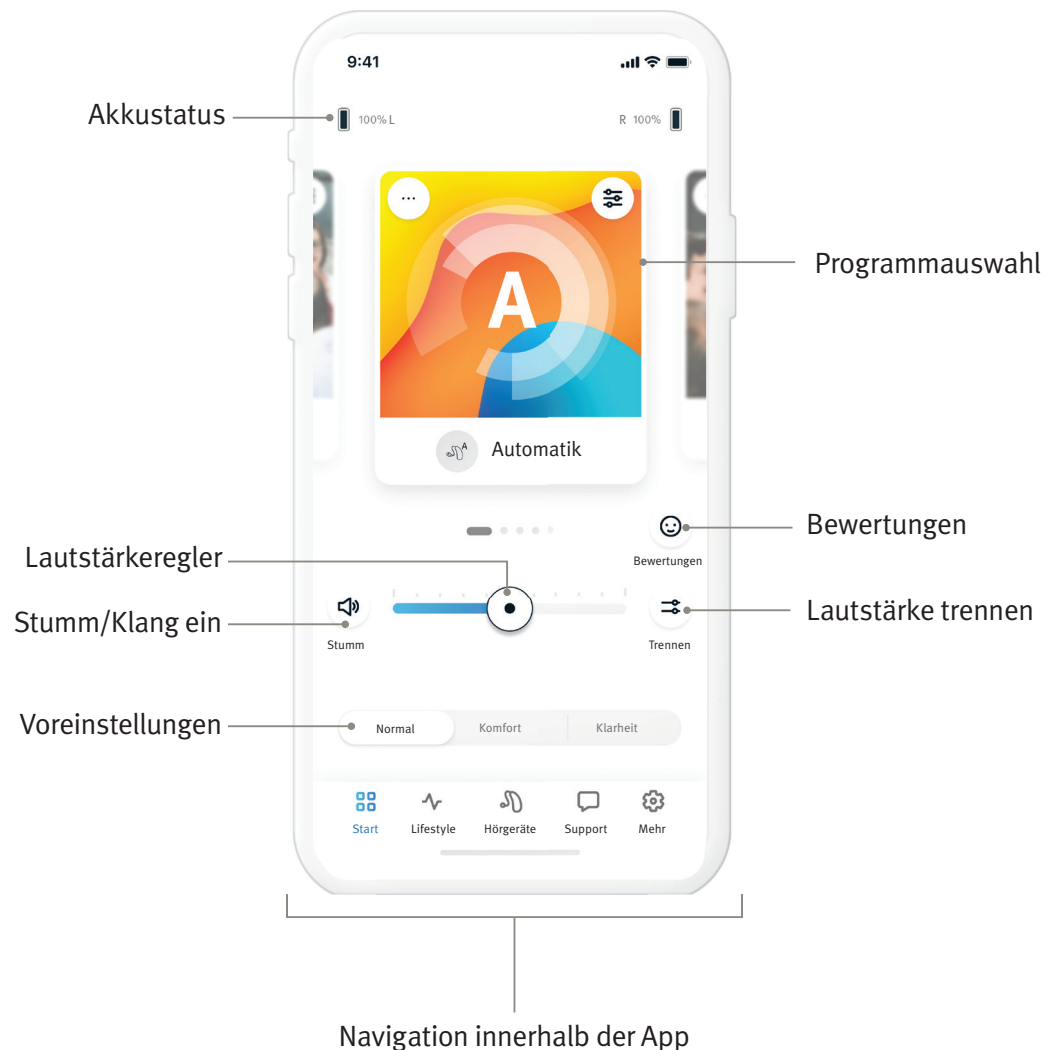 9:41
Akkustatus
100% L
R 100%
A
Programmauswahl
A
Automatik
Bewertungen
Bewertungen
Lautstärkeregler
Stumm/Klang ein
Stumm
Lautstärke trennen
Trennen
Voreinstellungen
Normal
Komfort
Klarheit
Start
Lifestyle
Hörgeräte
Support
Mehr
Navigation innerhalb der App